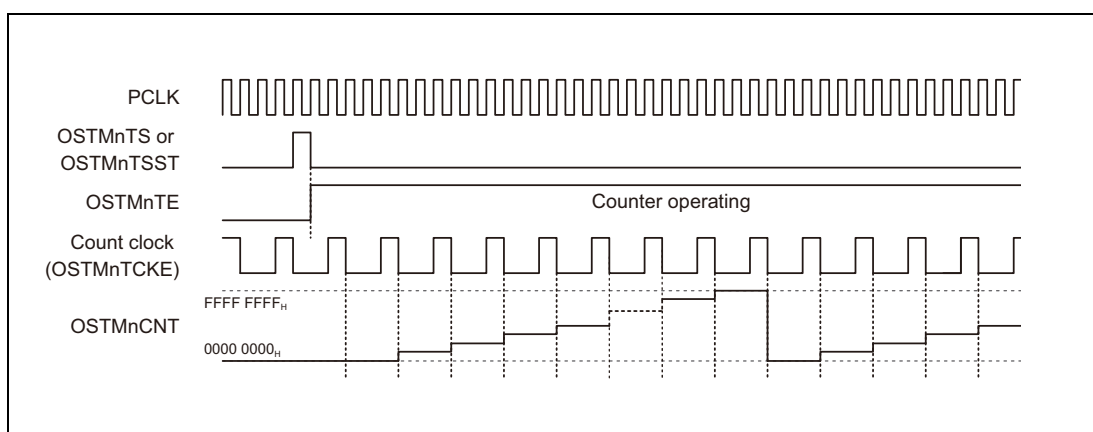 PCLK
OSTMnTS or
OSTMnTSST
OSTMnTE
Counter operating
Count clock
(OSTMnTCKE)
FFFF FFFFH
OSTMnCNT
0000 0000H